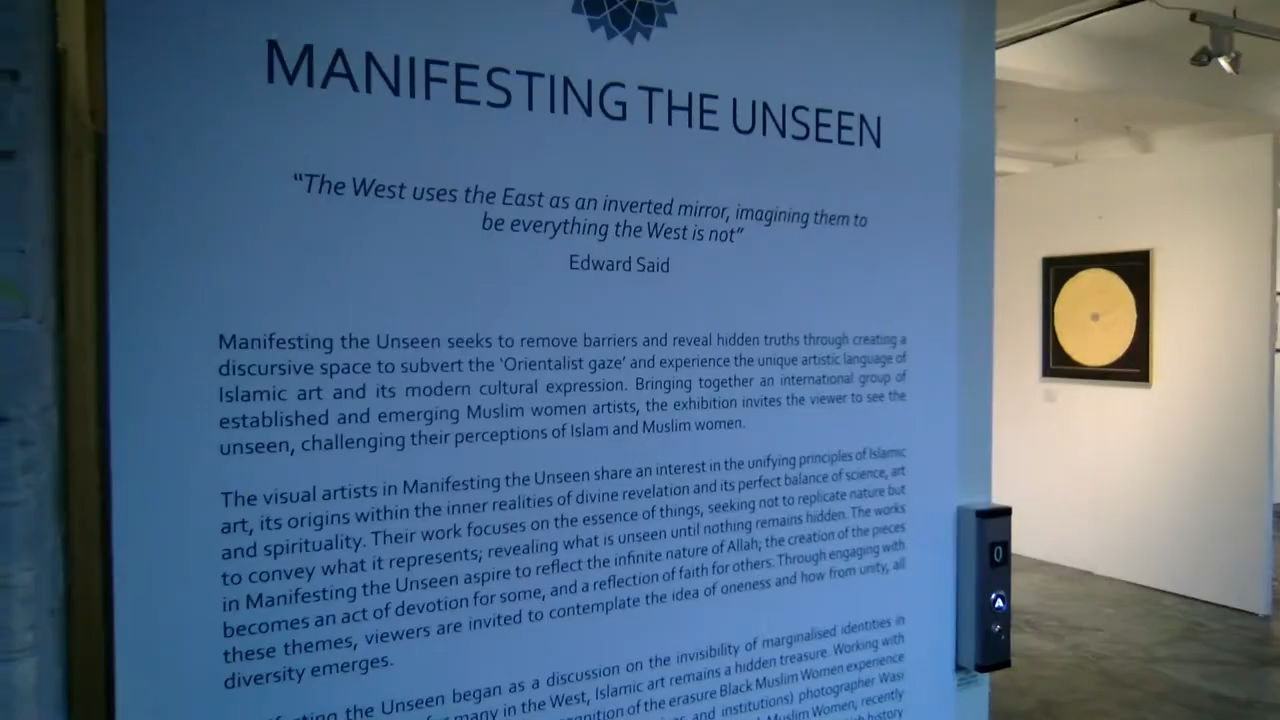 MANIFESTING THE UNSEEN
“The West uses the East as an inverted mirror, imagining them to
be everything the West is not”
Edward Said
Manifesting the Unseen seeks to remove barriers and reveal hidden truths through creating a
discursive space to subvert the ‘Orientalist gaze’ and experience the unique artistic language of
Islamic art and its modern cultural expression. Bringing together an international group of
established and emerging Muslim women artists, the exhibition invites the viewer to see the
unseen, challenging their perceptions of Islam and Muslim women.
The visual artists in Manifesting the Unseen share an interest in the unifying principles of Islamic
art, its origins within the inner realities of divine revelation and its perfect balance of science, art
and spirituality. Their work focuses on the essence of things, seeking not to replicate nature but
to convey what it represents; revealing what is unseen until nothing remains hidden. The works
in Manifesting the Unseen aspire to reflect the infinite nature of Allah; the creation of the pieces
becomes an act of devotion for some, and a reflection of faith for others. Through engaging with
these themes, viewers are invited to contemplate the idea of oneness and how from unity, all
diversity emerges.
the Unseen began as a discussion on the invisibility of marginalised identities in
many in the West, Islamic art remains a hidden treasure. Working with
of the erasure Black Muslim Women experience
and institutions) photographer Wasi
Muslim Women, recently
history
0